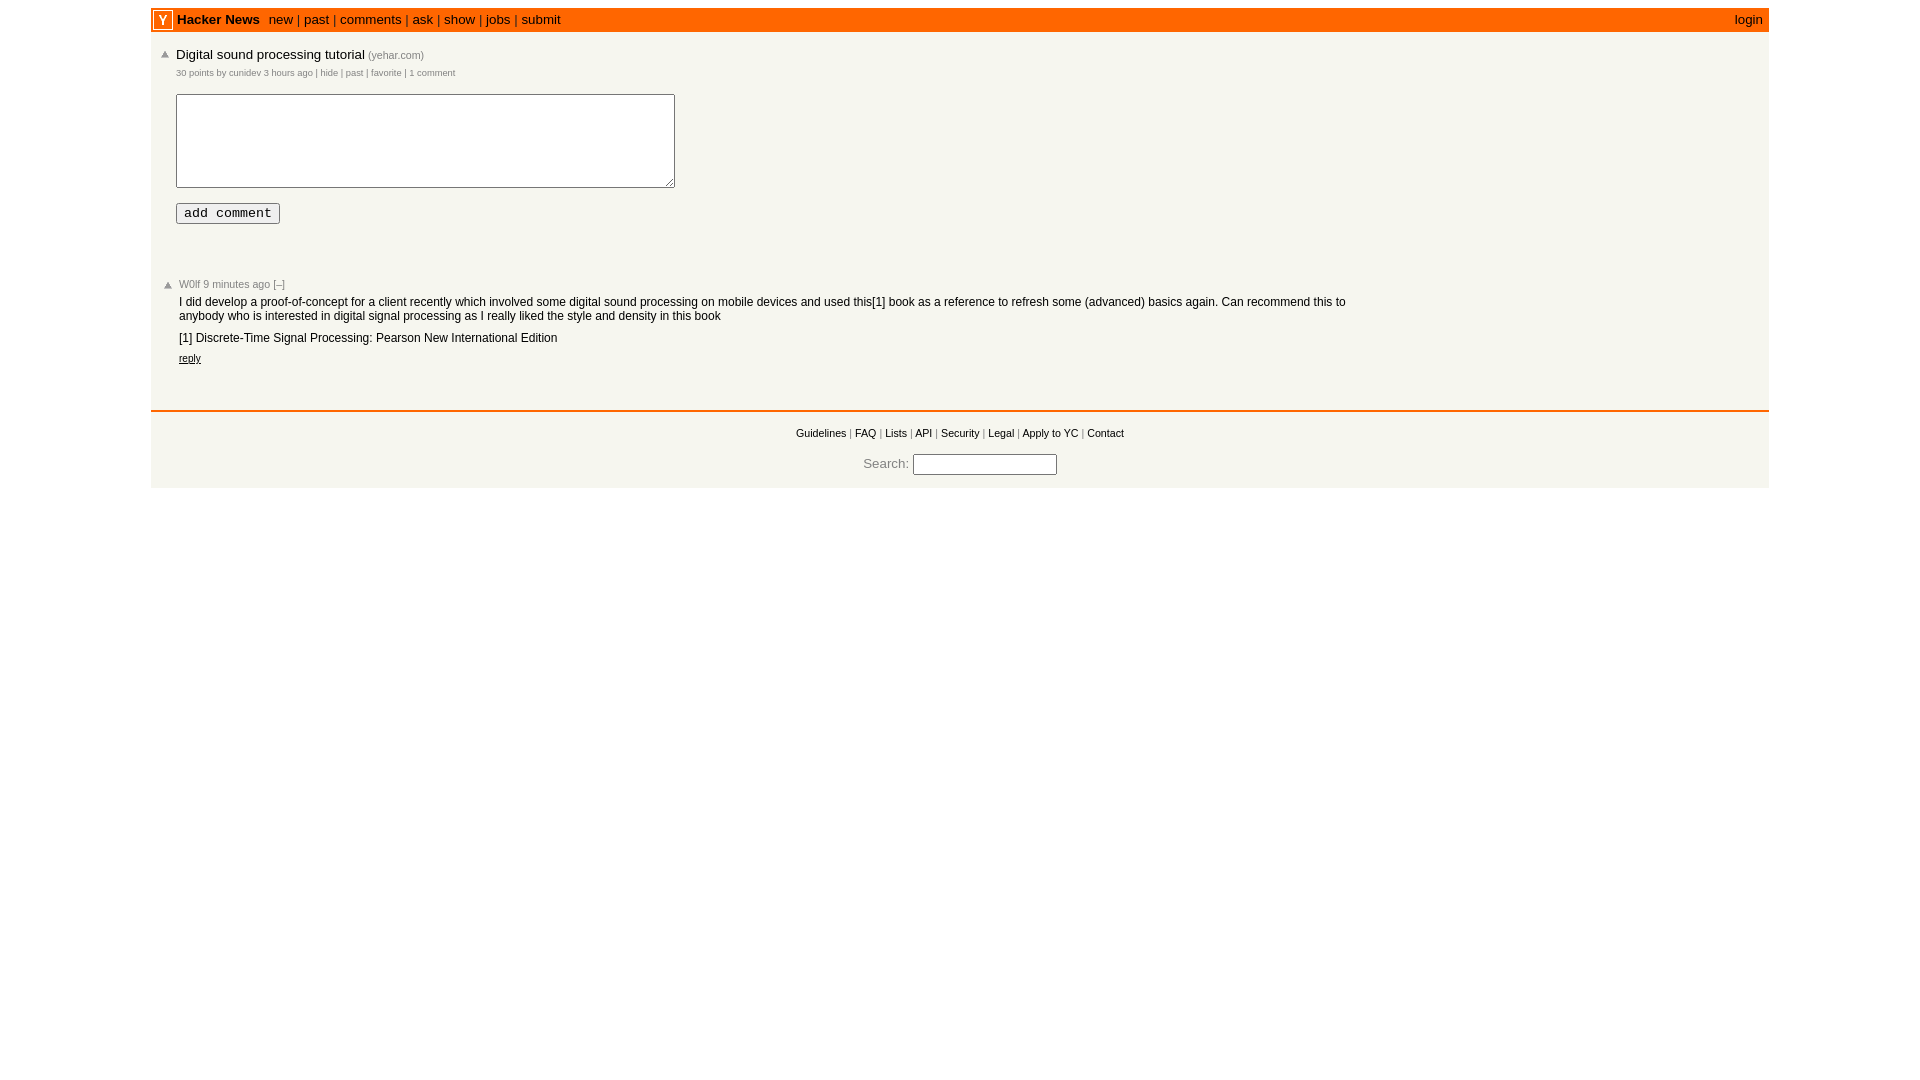 Y Hacker News new | past | comments | ask | show | jobs | submit login
Digital sound processing tutorial (yehar.com)
30 points by cunidev 3 hours ago | hide | past | favorite | 1 comment
add comment
W0lf 9 minutes ago [–]
I did develop a proof-of-concept for a client recently which involved some digital sound processing on mobile devices and used this[1] book as a reference to refresh some (advanced) basics again. Can recommend this to
anybody who is interested in digital signal processing as I really liked the style and density in this book
[1] Discrete-Time Signal Processing: Pearson New International Edition
reply
Guidelines | FAQ | Lists | API | Security | Legal | Apply to YC | Contact
Search: